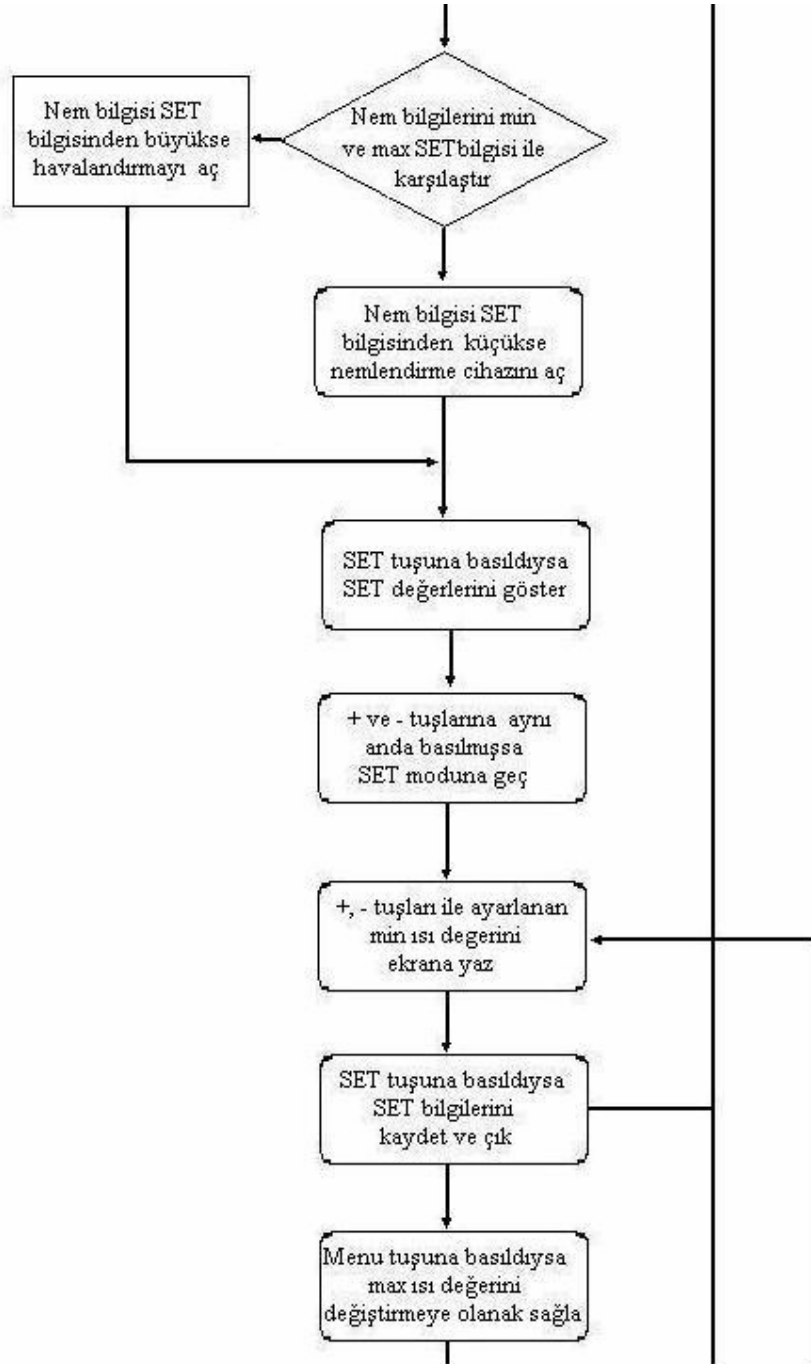 Nem bilgisi SET
bilgisinden büyükse
havalandırmayı aç
Nem bilgilerini min
ve max SETbilgisi ile
karşılaştır
Nem bilgisi SET
bilgisinden küçükse
nemlendirme cihazını aç
SET tuşuna basıldıysa
SET değerlerini göster
+ ve - tuşlarına aynı
anda basılmışsa
SET moduna geç
+, - tuşları ile ayarlanan
min ısı degerini
ekrana yaz
SET tuşuna basıldıysa
SET bilgilerini
kaydet ve çık
Menu tuşuna basıldıysa
max ısı değerini
değiştirmeye olanak sağla